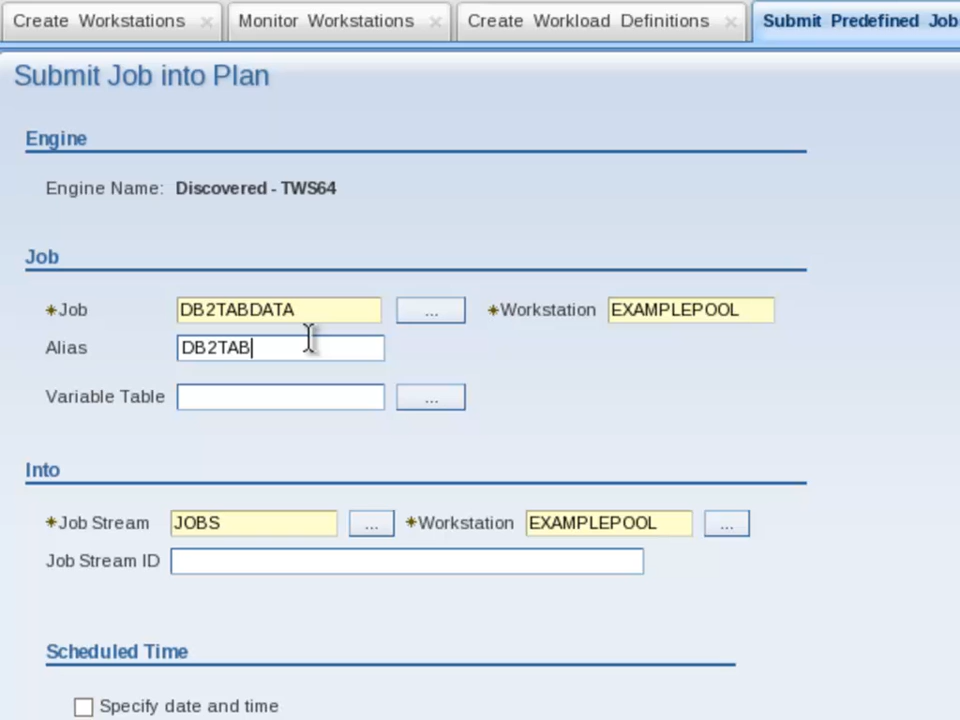 Create Workstations Monitor Workstations Create Workload Definitions Submit Predefined Job
Submit Job into Plan
Engine
Engine Name: Discovered - TWS64
Job
*Job DB2TABDATA ... *Workstation EXAMPLEPOOL
Alias DB2TAB
Variable Table ...
Into
*Job Stream JOBS ... *Workstation EXAMPLEPOOL ...
Job Stream ID
Scheduled Time
Specify date and time